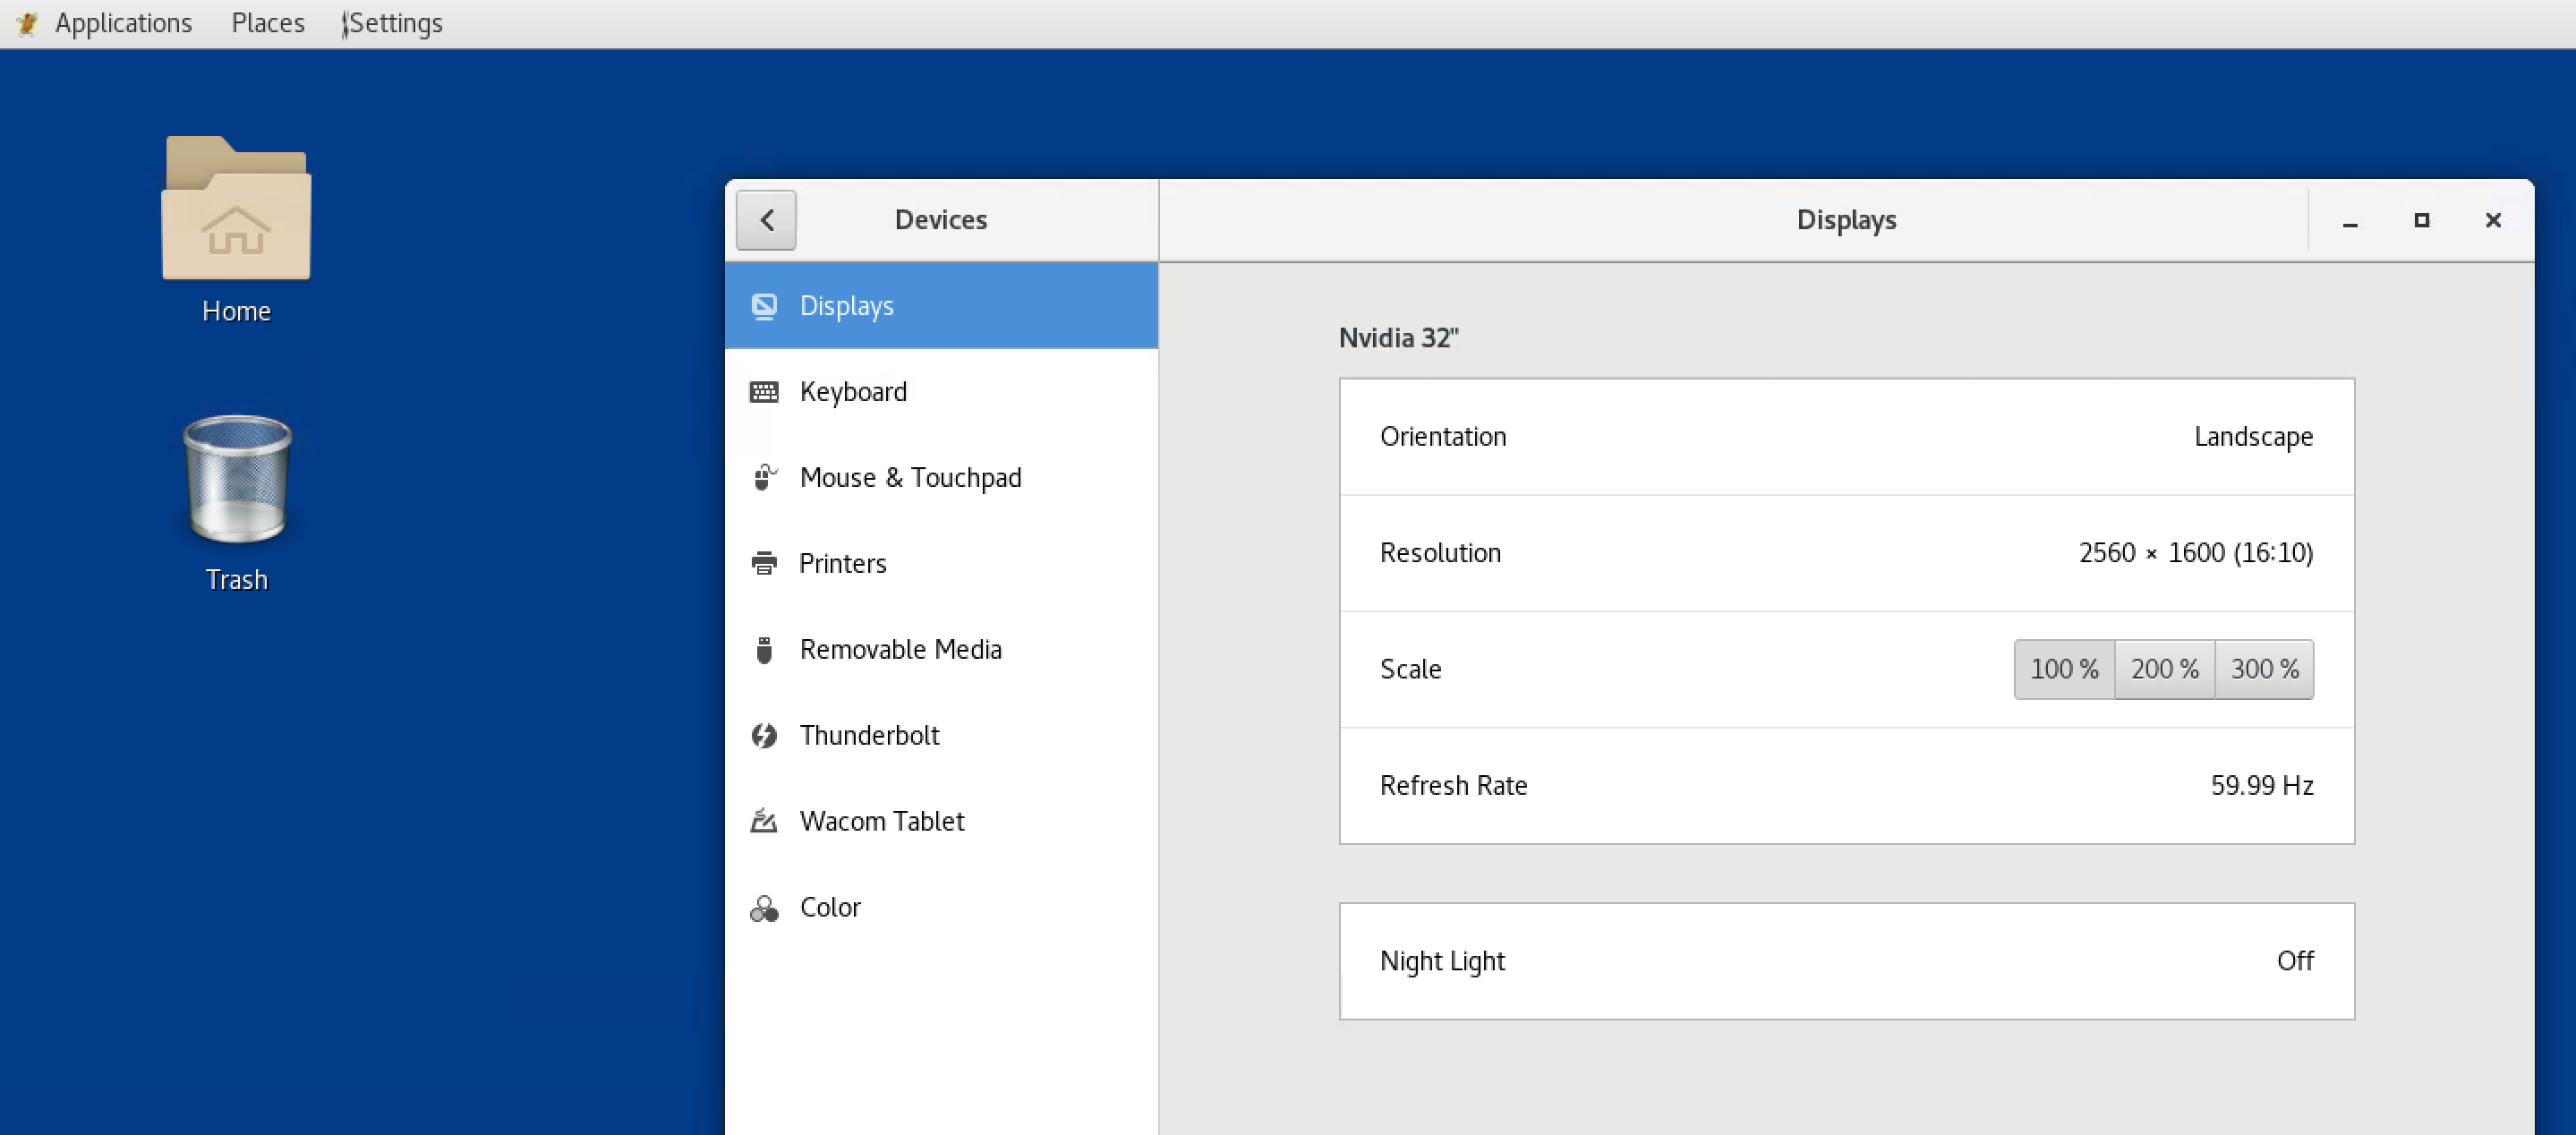 Applications Places Settings
Home
Trash
Devices
Displays
Displays
Keyboard
Mouse & Touchpad
Printers
Removable Media
Thunderbolt
Wacom Tablet
Color
Nvidia 32"
Orientation Landscape
Resolution 2560 × 1600 (16:10)
Scale 100 % 200 % 300 %
Refresh Rate 59.99 Hz
Night Light Off